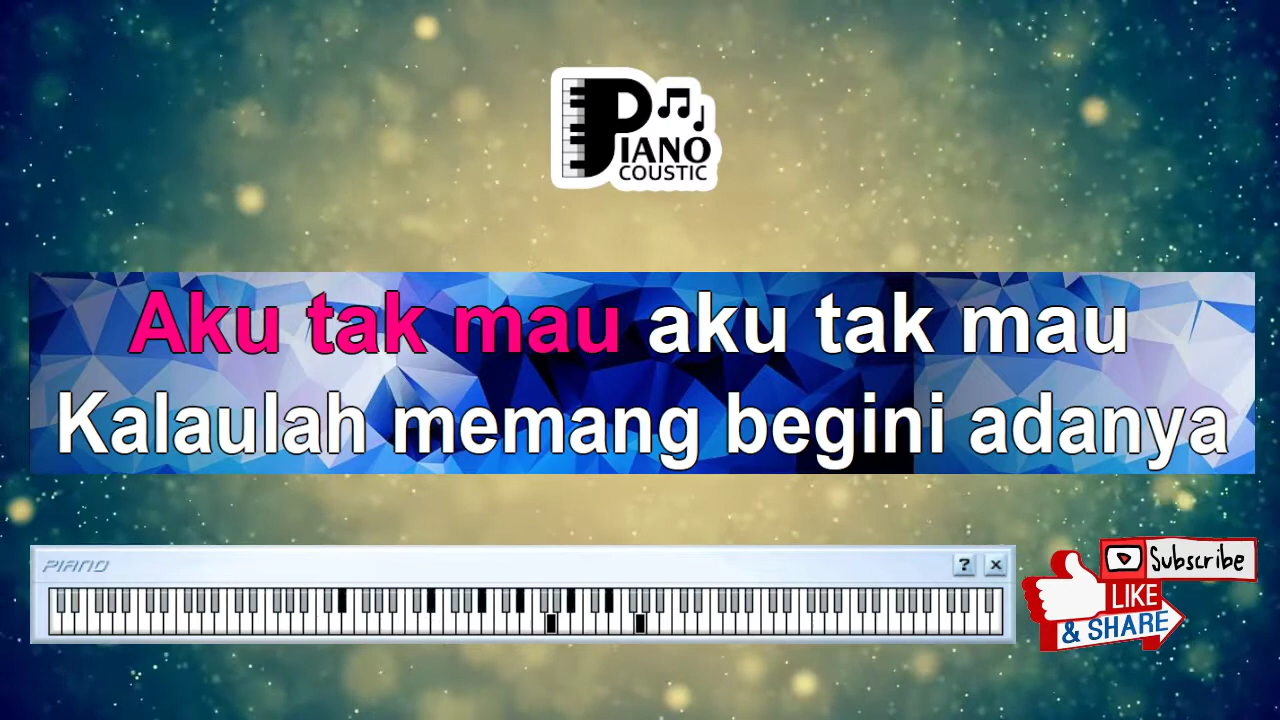 PIANO
COUSTIC
Aku tak mau aku tak mau
Kalaulah memang begini adanya
PIANO
? x
Subscribe
LIKE
& SHARE